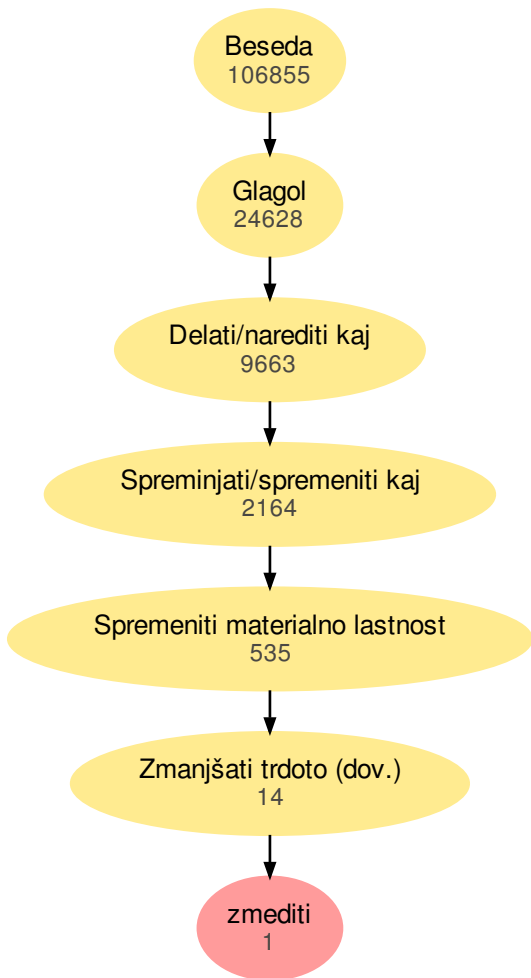 Beseda
106855
Glagol
24628
Delati/narediti kaj
9663
Spreminjati/spremeniti kaj
2164
Spremeniti materialno lastnost
535
Zmanjšati trdoto (dov.)
14
zmediti
1